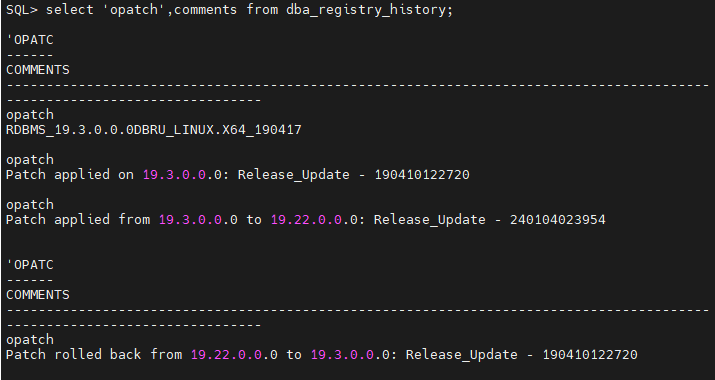 SQL> select 'opatch',comments from dba_registry_history;
'OPATC
------
COMMENTS
----------------------------------------------------------------------------------------
--------------------------------
opatch
RDBMS_19.3.0.0.0DBRU_LINUX.X64_190417
opatch
Patch applied on 19.3.0.0.0: Release_Update - 190410122720
opatch
Patch applied from 19.3.0.0.0 to 19.22.0.0.0: Release_Update - 240104023954
'OPATC
------
COMMENTS
----------------------------------------------------------------------------------------
--------------------------------
opatch
Patch rolled back from 19.22.0.0.0 to 19.3.0.0.0: Release_Update - 190410122720